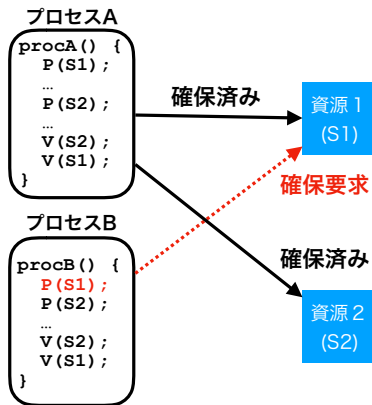 プロセスA
procA() {
P(S1);
…
P(S2);
…
V(S2);
V(S1);
}
確保済み
資源1
(S1)
確保要求
プロセスB
procB() {
P(S1);
P(S2);
…
V(S2);
V(S1);
}
確保済み
資源2
(S2)